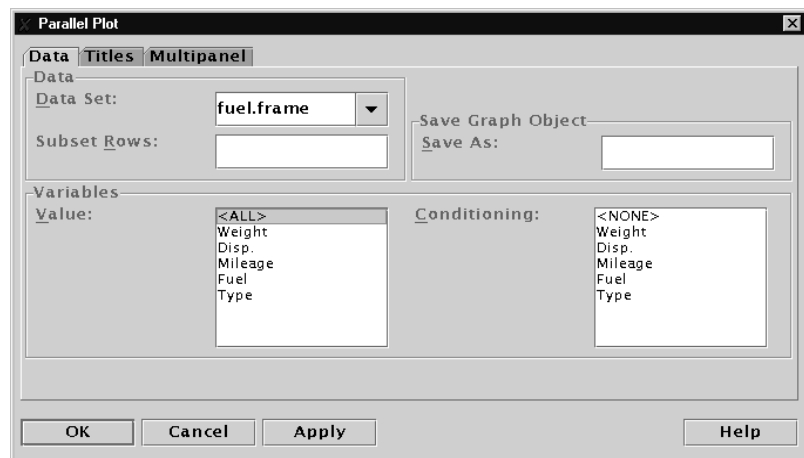 Parallel Plot
Data Titles Multipanel
Data
Data Set:
fuel.frame
Subset Rows:
Save Graph Object
Save As:
Variables
Value:
<ALL>
Weight
Disp.
Mileage
Fuel
Type
Conditioning:
<NONE>
Weight
Disp.
Mileage
Fuel
Type
OK Cancel Apply Help